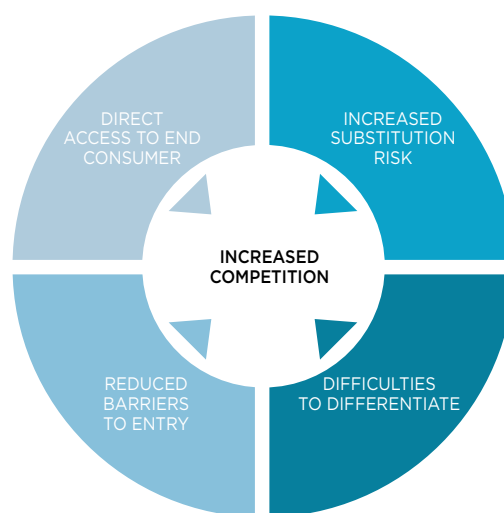 DIRECT
ACCESS TO END
CONSUMER
INCREASED
SUBSTITUTION
RISK
INCREASED
COMPETITION
REDUCED
BARRIERS
TO ENTRY
DIFFICULTIES
TO DIFFERENTIATE